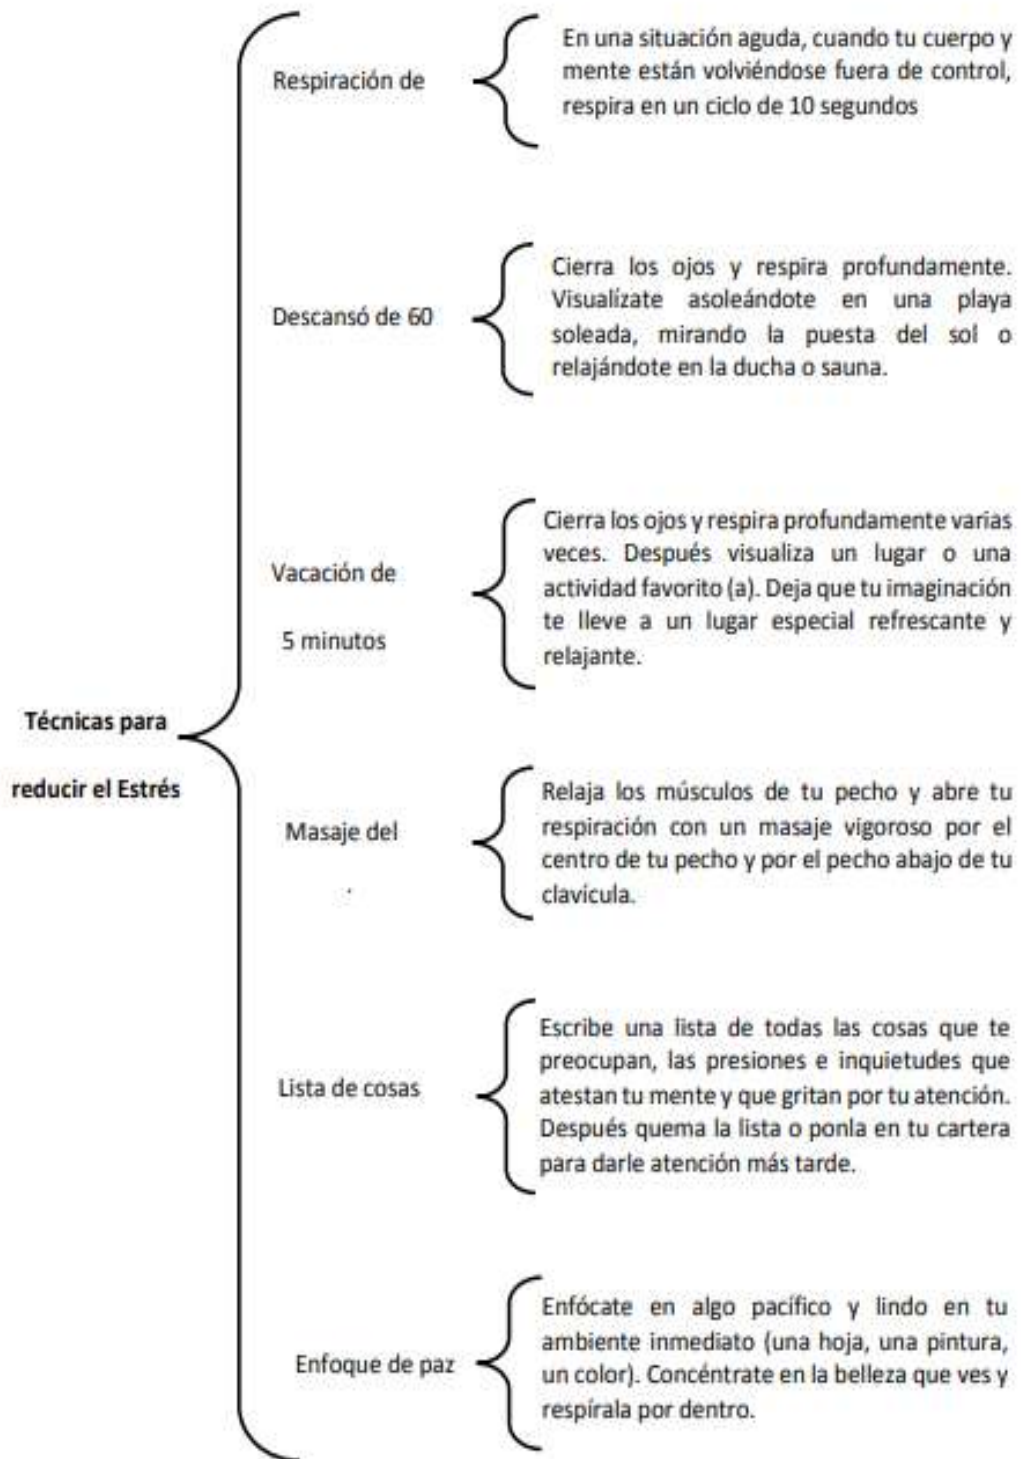 Técnicas para
reducir el Estrés
Respiración de
En una situación aguda, cuando tu cuerpo y
mente están volviéndose fuera de control,
respira en un ciclo de 10 segundos
Descansó de 60
Cierra los ojos y respira profundamente.
Visualízate asoleándote en una playa
soleada, mirando la puesta del sol o
relajándote en la ducha o sauna.
Vacación de
5 minutos
Cierra los ojos y respira profundamente varias
veces. Después visualiza un lugar o una
actividad favorito (a). Deja que tu imaginación
te lleve a un lugar especial refrescante y
relajante.
Masaje del
Relaja los músculos de tu pecho y abre tu
respiración con un masaje vigoroso por el
centro de tu pecho y por el pecho abajo de tu
clavícula.
Lista de cosas
Escribe una lista de todas las cosas que te
preocupan, las presiones e inquietudes que
atestan tu mente y que gritan por tu atención.
Después quema la lista o ponla en tu cartera
para darle atención más tarde.
Enfoque de paz
Enfócate en algo pacífico y lindo en tu
ambiente inmediato (una hoja, una pintura,
un color). Concéntrate en la belleza que ves y
respírala por dentro.